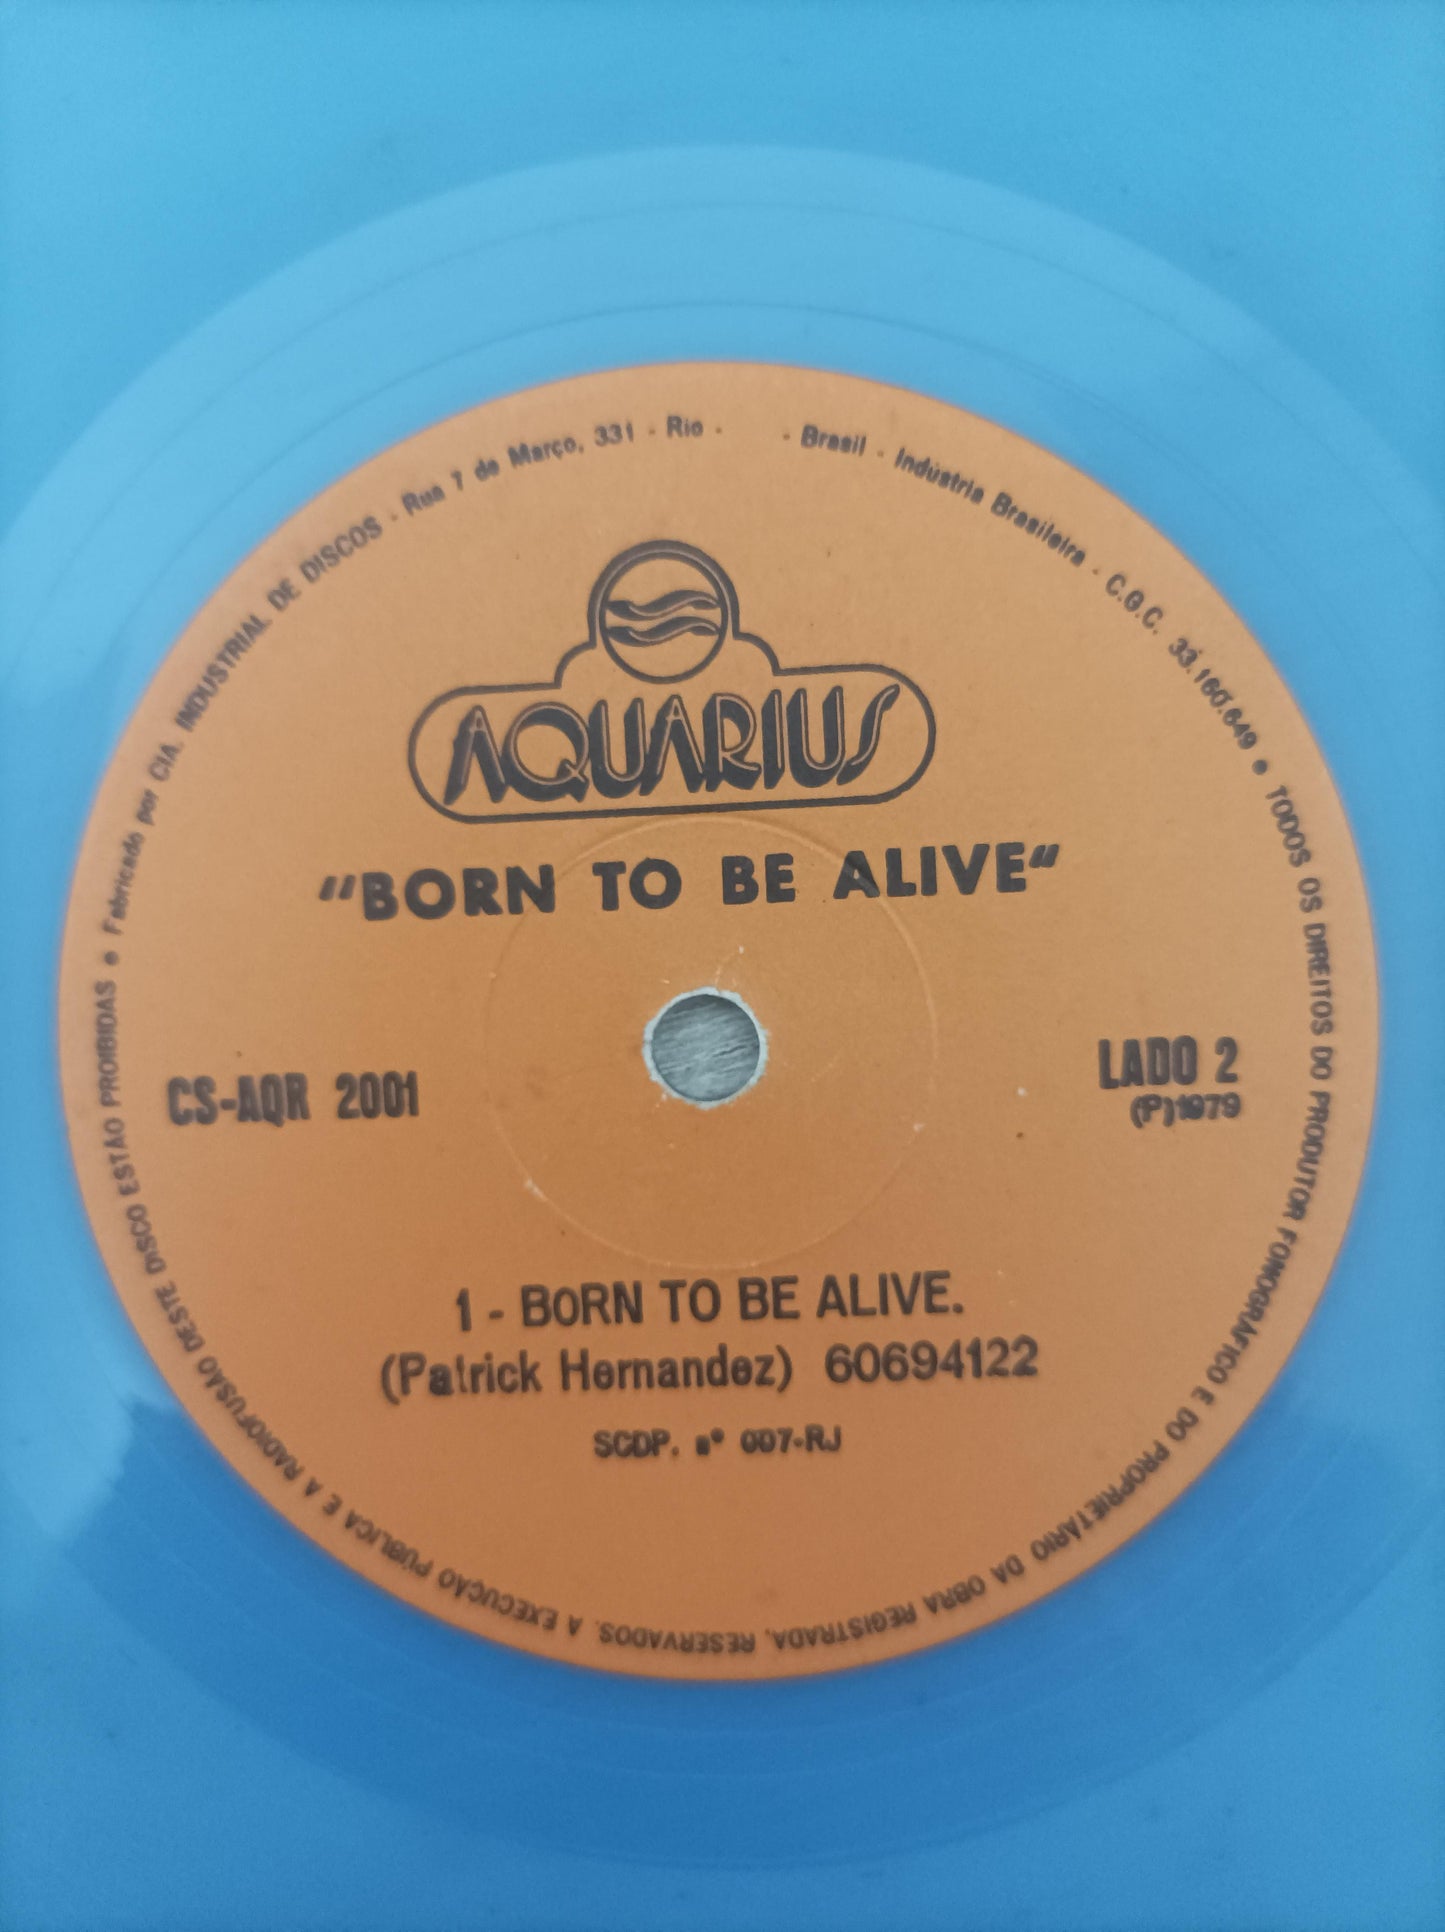 Fabricado por CIA. INDUSTRIAL DE DISCOS - Rua 7 de Março, 331 - Rio - - Brasil - Indústria Brasileira - C.G.C. 33.160.649 ● TODOS OS DIREITOS DO PRODUTOR FONOGRÁFICO E DO PROPRIETÁRIO DA OBRA REGISTRADA, RESERVADOS. A EXECUÇÃO PÚBLICA E A RADIOFUSÃO DESTE DISCO ESTÃO PROIBIDAS ●
AQUARIUS
"BORN TO BE ALIVE"
CS-AQR 2001
LADO 2
(P)1979
1 - BORN TO BE ALIVE.
(Patrick Hernandez) 60694122
SCDP. nº 007-RJ